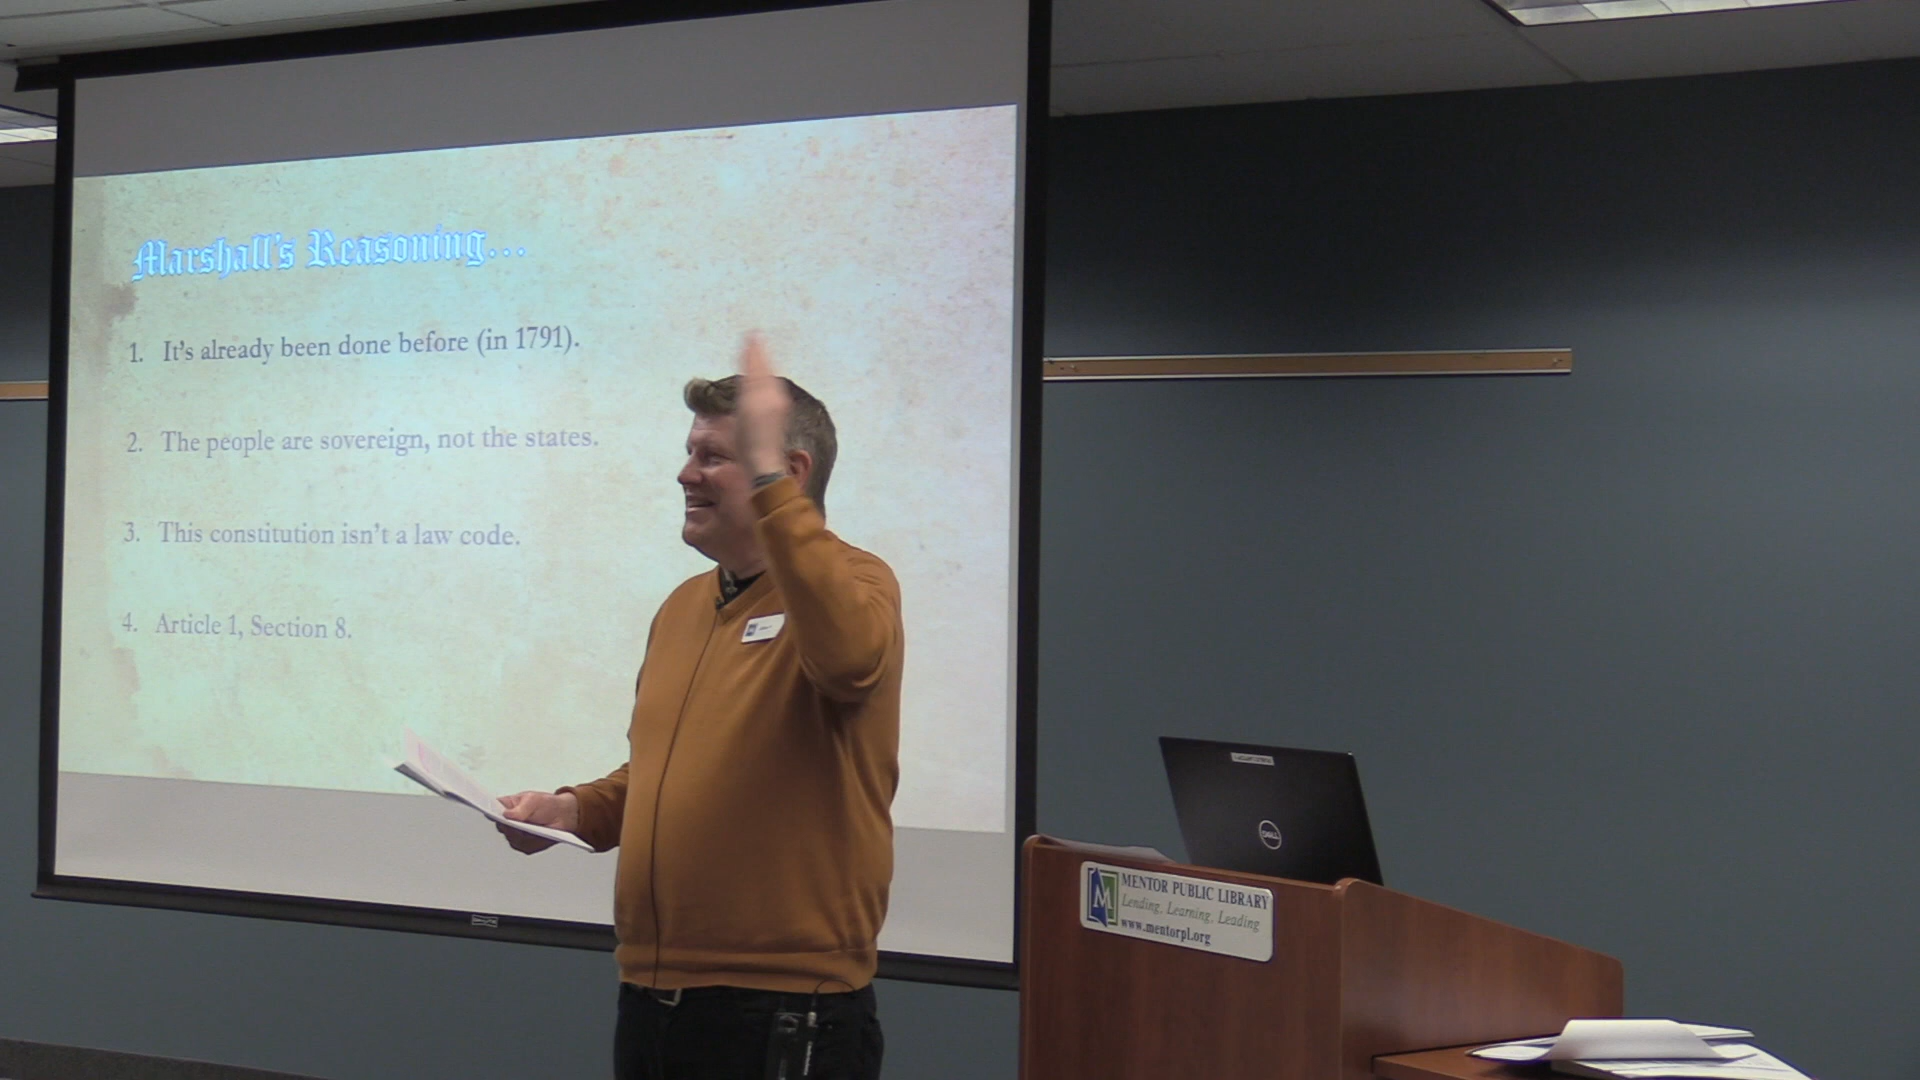 Marshall's Reasoning...
1. It's already been done before (in 1791).
2. The people are sovereign, not the states.
3. This constitution isn't a law code.
4. Article 1, Section 8.
DELL
M
MENTOR PUBLIC LIBRARY
Lending, Learning, Leading
www.mentorpl.org